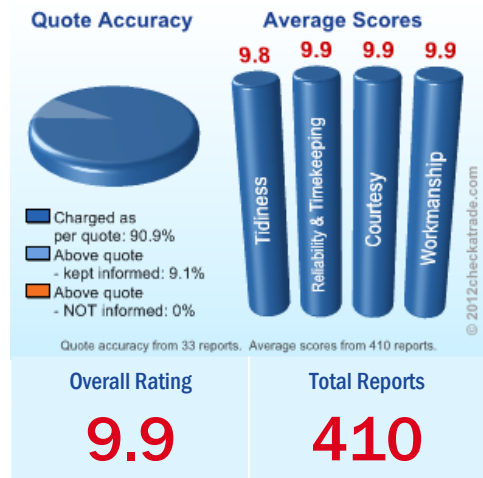 Quote Accuracy
Average Scores
9.8
9.9
9.9
9.9
Tidiness
Reliability & Timekeeping
Courtesy
Workmanship
Charged as
per quote: 90.9%
Above quote
- kept informed: 9.1%
Above quote
- NOT informed: 0%
© 2012checkatrade.com
Quote accuracy from 33 reports. Average scores from 410 reports.
Overall Rating
Total Reports
9.9
410